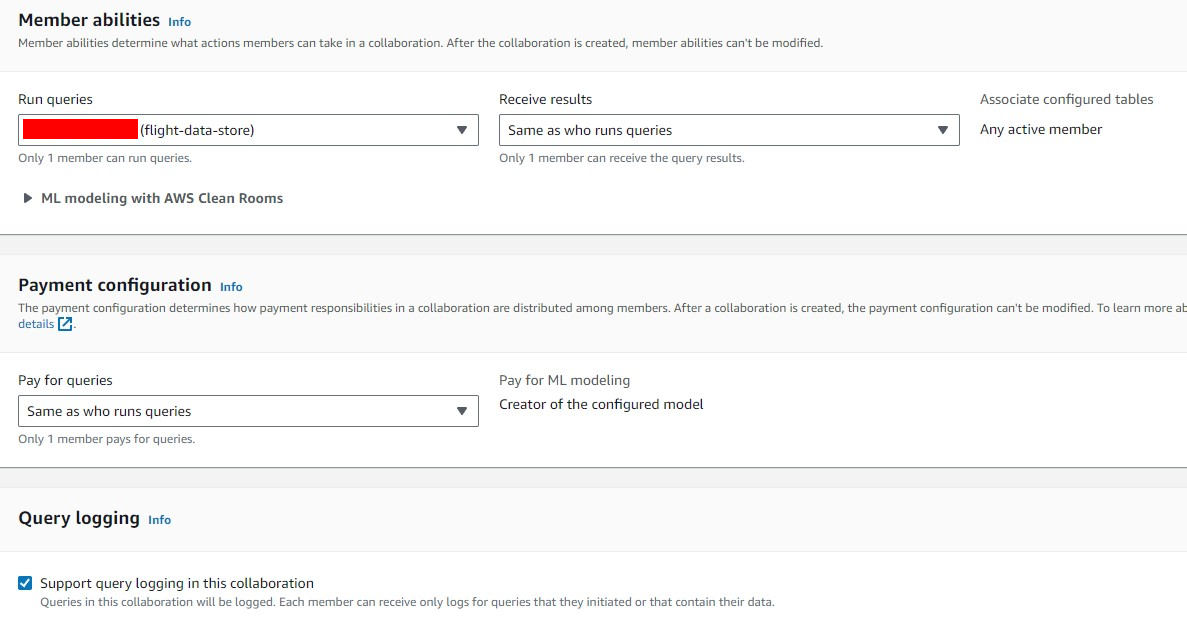 Member abilities Info
Member abilities determine what actions members can take in a collaboration. After the collaboration is created, member abilities can't be modified.
Run queries
(flight-data-store)
Only 1 member can run queries.
Receive results
Same as who runs queries
Only 1 member can receive the query results.
Associate configured tables
Any active member
ML modeling with AWS Clean Rooms
Payment configuration Info
The payment configuration determines how payment responsibilities in a collaboration are distributed among members. After a collaboration is created, the payment configuration can't be modified. To learn more
details
Pay for queries
Same as who runs queries
Only 1 member pays for queries.
Pay for ML modeling
Creator of the configured model
Query logging Info
Support query logging in this collaboration
Queries in this collaboration will be logged. Each member can receive only logs for queries that they initiated or that contain their data.